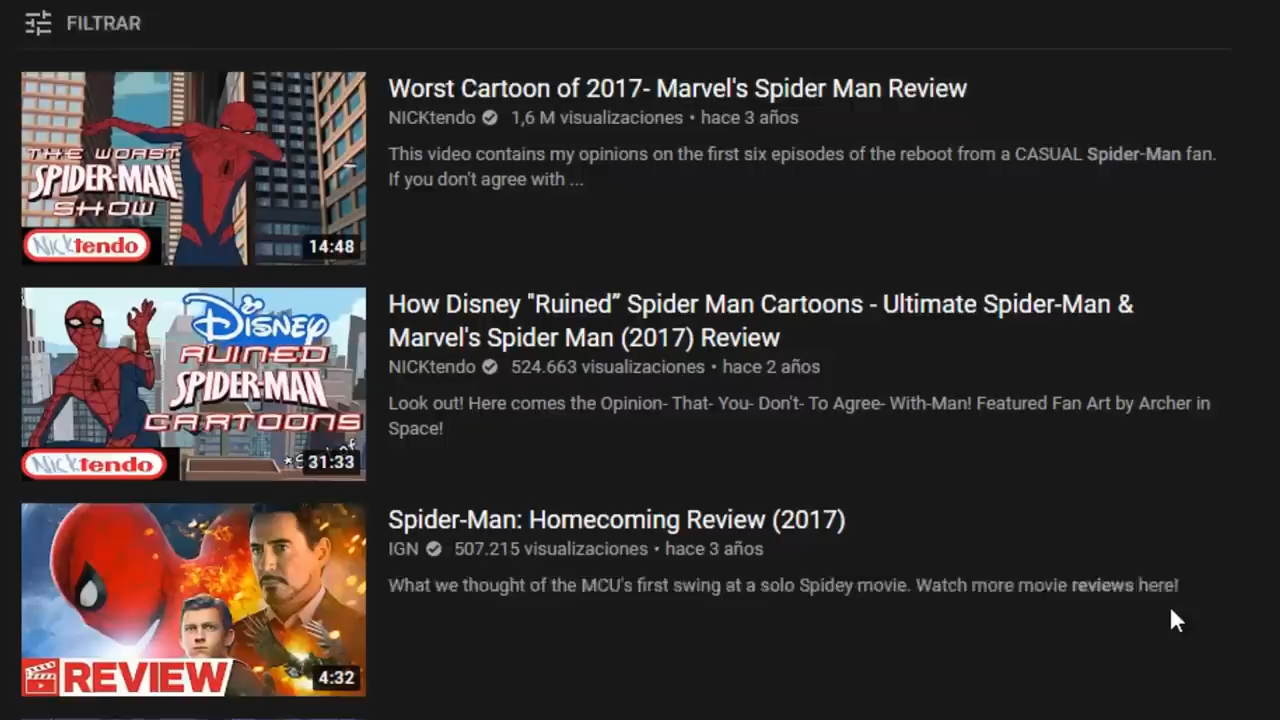 FILTRAR
THE WORST
SPIDER-MAN
SHOW
Nicktendo
14:48
Worst Cartoon of 2017- Marvel's Spider Man Review
NICKtendo 1,6 M visualizaciones • hace 3 años
This video contains my opinions on the first six episodes of the reboot from a CASUAL Spider-Man fan.
If you don't agree with ...
Disney
RUINED
SPIDER-MAN
CARTOONS
Nicktendo
31:33
How Disney "Ruined” Spider Man Cartoons - Ultimate Spider-Man &
Marvel's Spider Man (2017) Review
NICKtendo 524.663 visualizaciones • hace 2 años
Look out! Here comes the Opinion- That- You- Don't- To Agree- With-Man! Featured Fan Art by Archer in
Space!
REVIEW
4:32
Spider-Man: Homecoming Review (2017)
IGN 507.215 visualizaciones • hace 3 años
What we thought of the MCU's first swing at a solo Spidey movie. Watch more movie reviews here!